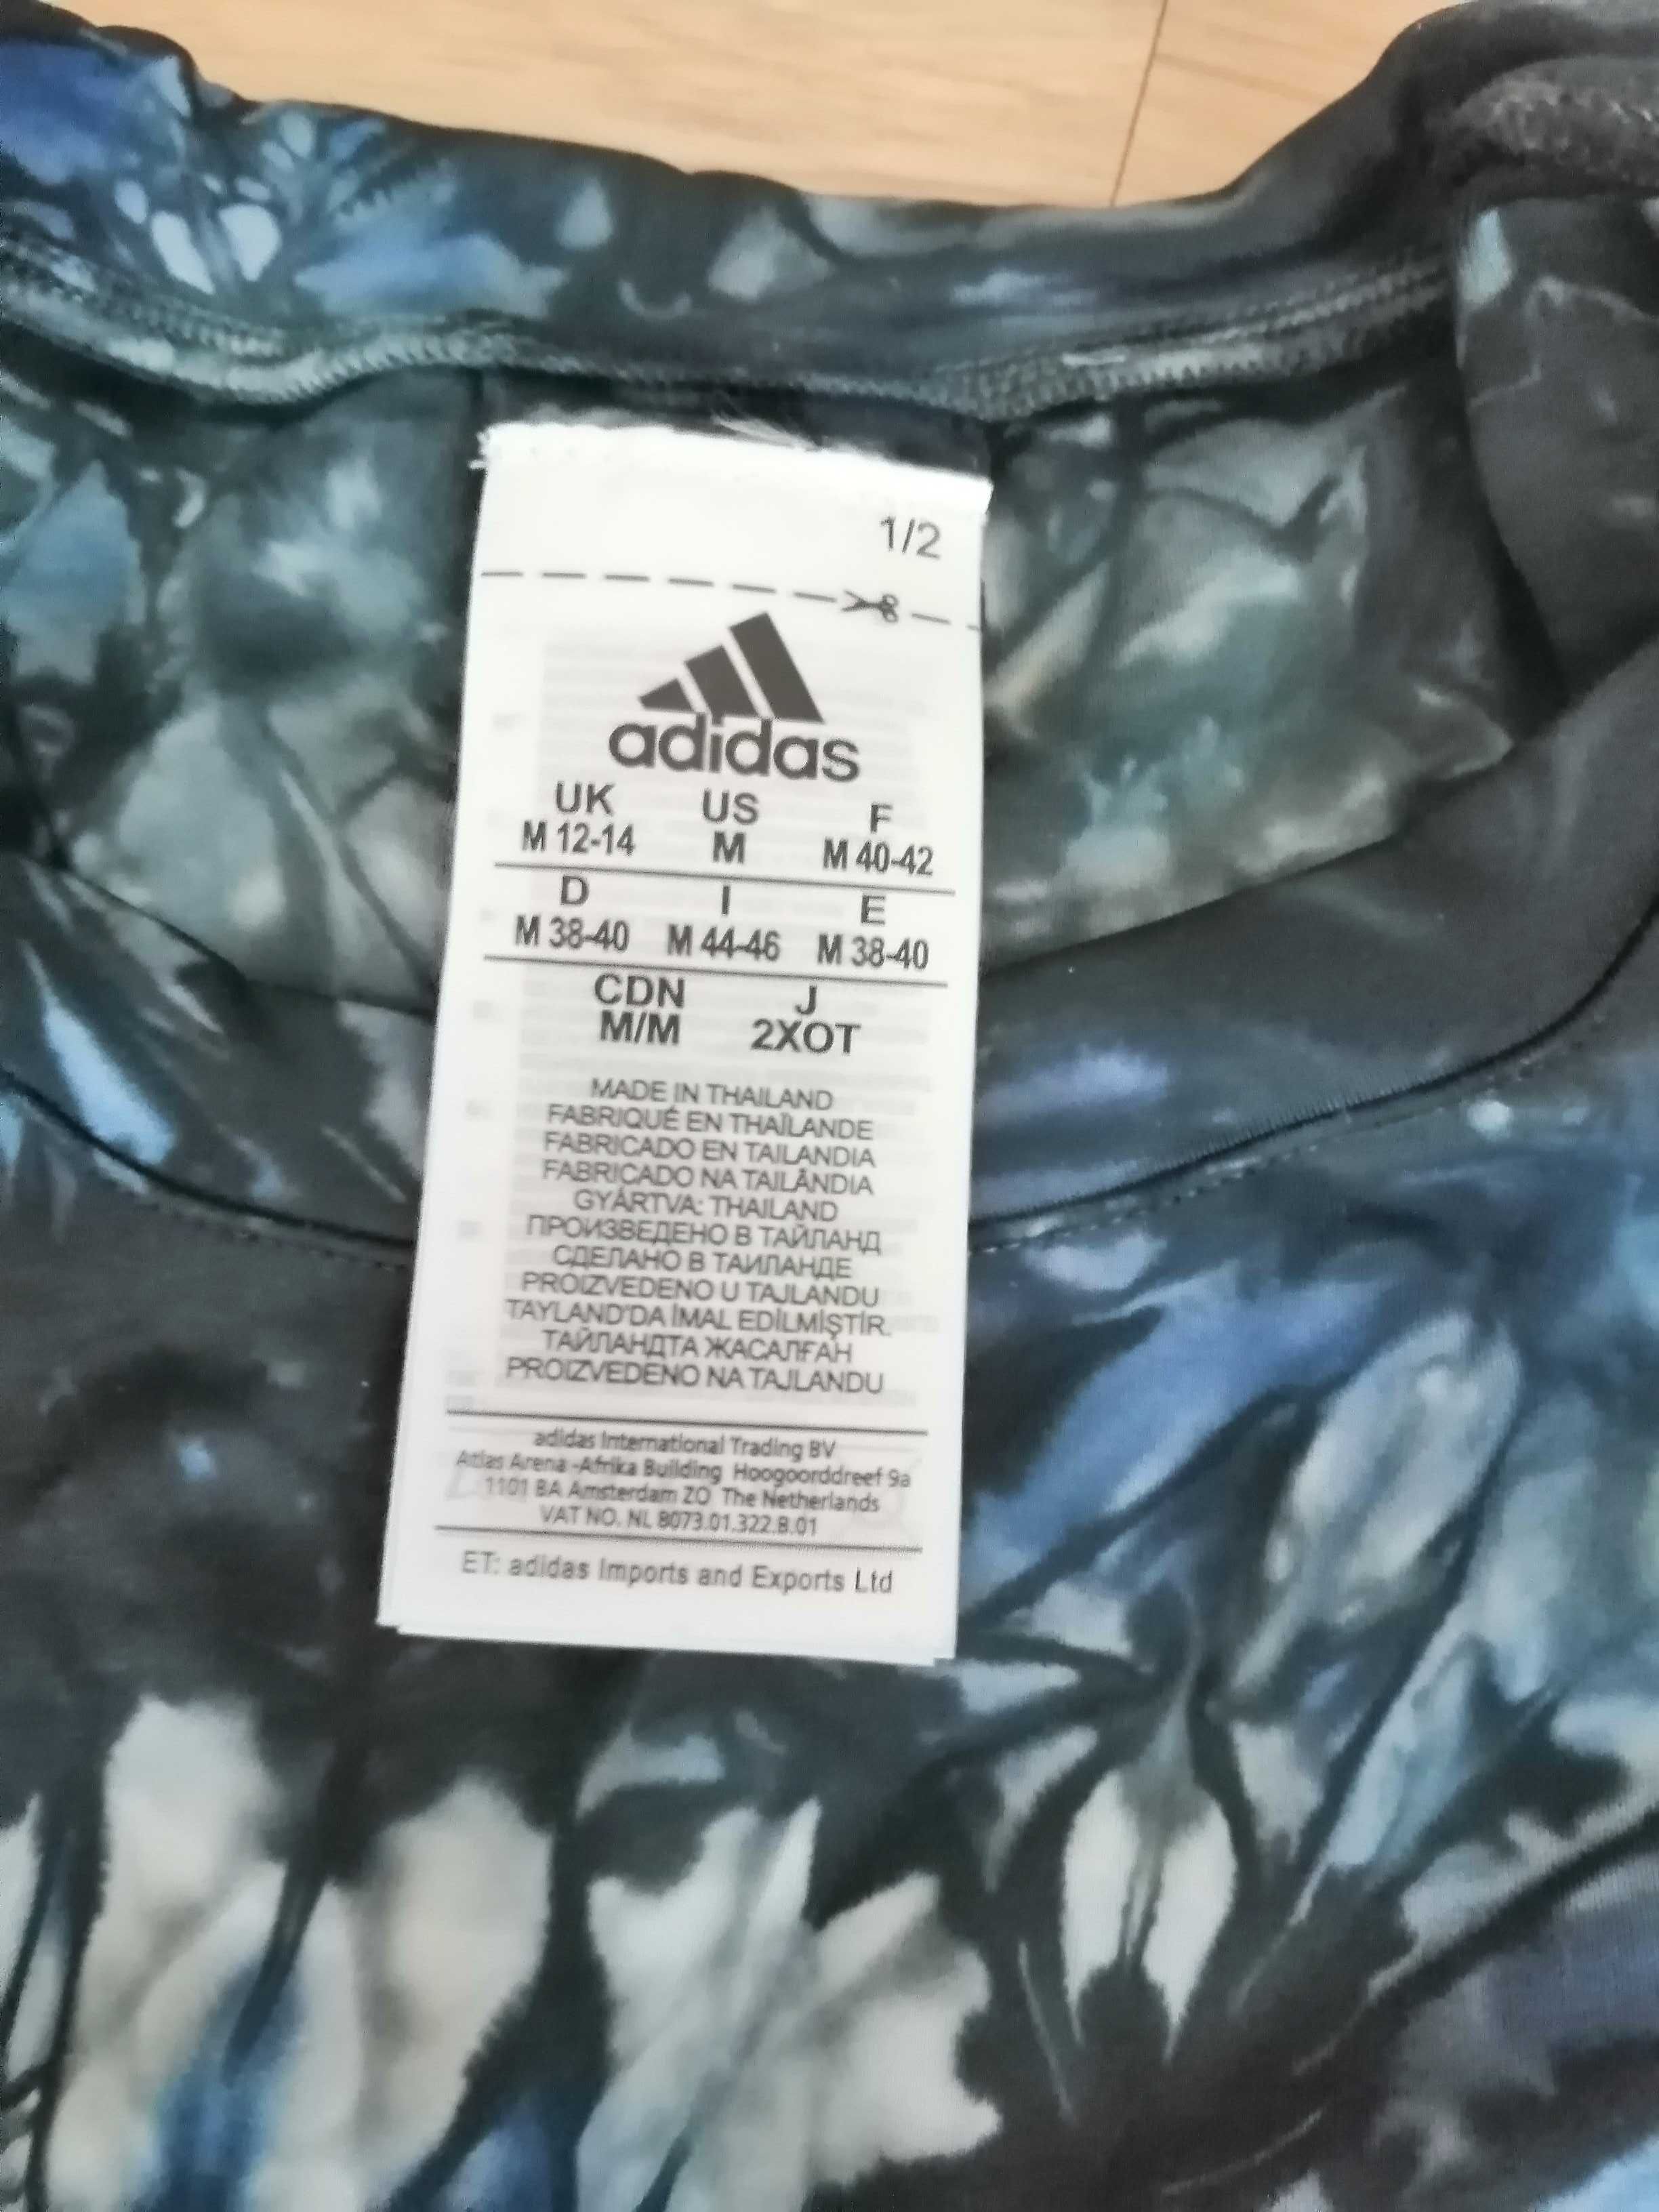 1/2
adidas
UK US F
M 12-14 M M 40-42
D I E
M 38-40 M 44-46 M 38-40
CDN J
M/M 2XOT
MADE IN THAILAND
FABRIQUÉ EN THAÏLANDE
FABRICADO EN TAILANDIA
FABRICADO NA TAILÂNDIA
GYÁRTVA: THAILAND
ПРОИЗВЕДЕНО В ТАЙЛАНД
СДЕЛАНО В ТАИЛАНДЕ
PROIZVEDENO U TAJLANDU
TAYLAND'DA İMAL EDİLMİŞTİR.
ТАЙЛАНДТА ЖАСАЛҒАН
PROIZVEDENO NA TAJLANDU
adidas International Trading BV
Atlas Arena -Afrika Building Hoogoorddreef 9a
1101 BA Amsterdam ZO The Netherlands
VAT NO. NL 8073.01.322.B.01
ET: adidas Imports and Exports Ltd